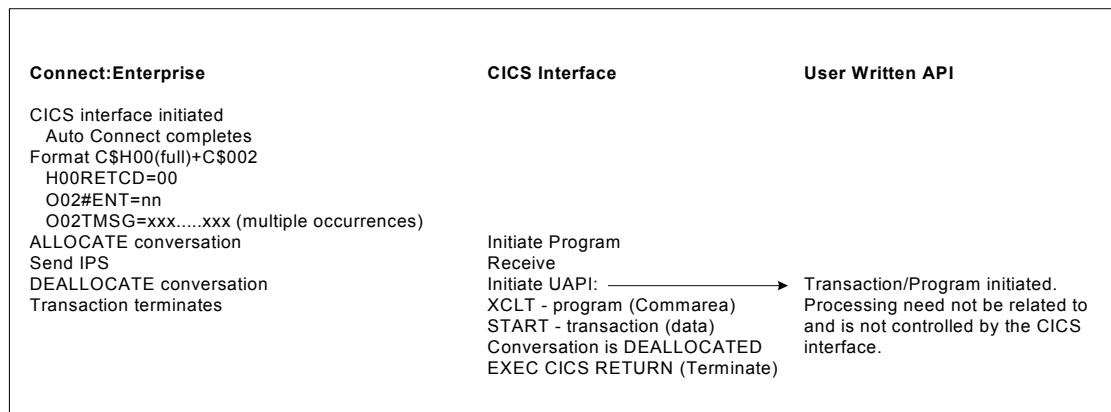 Connect:Enterprise
CICS interface initiated
Auto Connect completes
Format C$H00(full)+C$002
H00RETCD=00
O02#ENT=nn
O02TMSG=xxx.....xxx (multiple occurrences)
ALLOCATE conversation
Send IPS
DEALLOCATE conversation
Transaction terminates
CICS Interface
Initiate Program
Receive
Initiate UAPI:
XCLT - program (Commarea)
START - transaction (data)
Conversation is DEALLOCATED
EXEC CICS RETURN (Terminate)
User Written API
Transaction/Program initiated.
Processing need not be related to
and is not controlled by the CICS
interface.